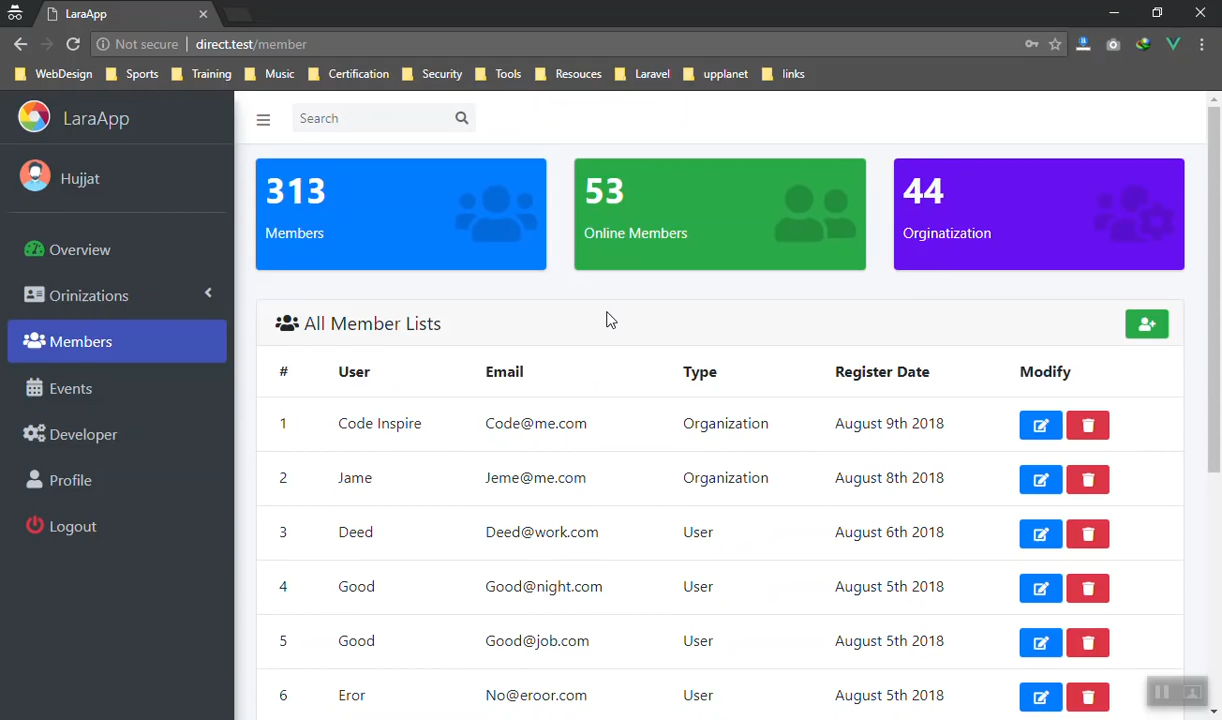 LaraApp
Not secure | direct.test/member
WebDesign Sports Training Music Certification Security Tools Resouces Laravel upplanet links
LaraApp
Search
Hujjat
Overview
Orinizations
Members
Events
Developer
Profile
Logout
313
Members
53
Online Members
44
Orginatization
All Member Lists
# User Email Type Register Date Modify
1 Code Inspire Code@me.com Organization August 9th 2018
2 Jame Jeme@me.com Organization August 8th 2018
3 Deed Deed@work.com User August 6th 2018
4 Good Good@night.com User August 5th 2018
5 Good Good@job.com User August 5th 2018
6 Eror No@eroor.com User August 5th 2018